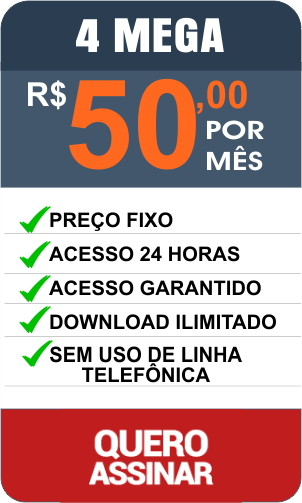 4 MEGA
R$ 50,00
POR
MÊS
PREÇO FIXO
ACESSO 24 HORAS
ACESSO GARANTIDO
DOWNLOAD ILIMITADO
SEM USO DE LINHA
TELEFÔNICA
QUERO
ASSINAR